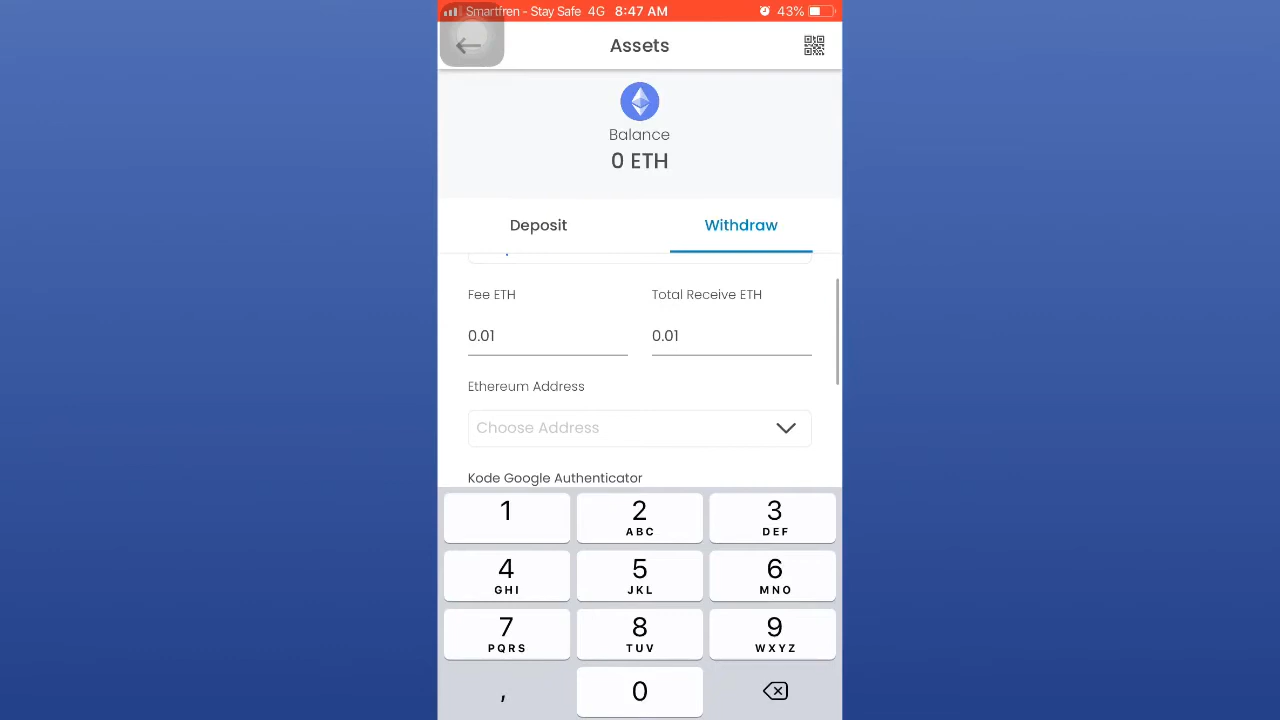 Smartfren - Stay Safe 4G 8:47 AM 43%
Assets
Balance
0 ETH
Deposit Withdraw
Fee ETH Total Receive ETH
0.01 0.01
Ethereum Address
Choose Address
Kode Google Authenticator
1 2 3
ABC DEF
4 5 6
GHI JKL MNO
7 8 9
PQRS TUV WXYZ
, 0